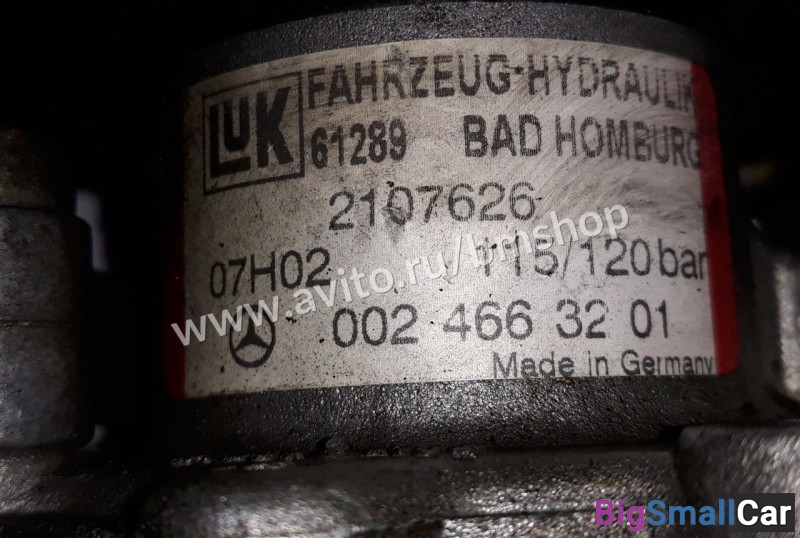 LUK FAHRZEUG-HYDRAULIK
61289 BAD HOMBURG
2107626
07H02 115/120 bar
002 466 32 01
Made in Germany
www.avito.ru/bmshop
BigSmallCar